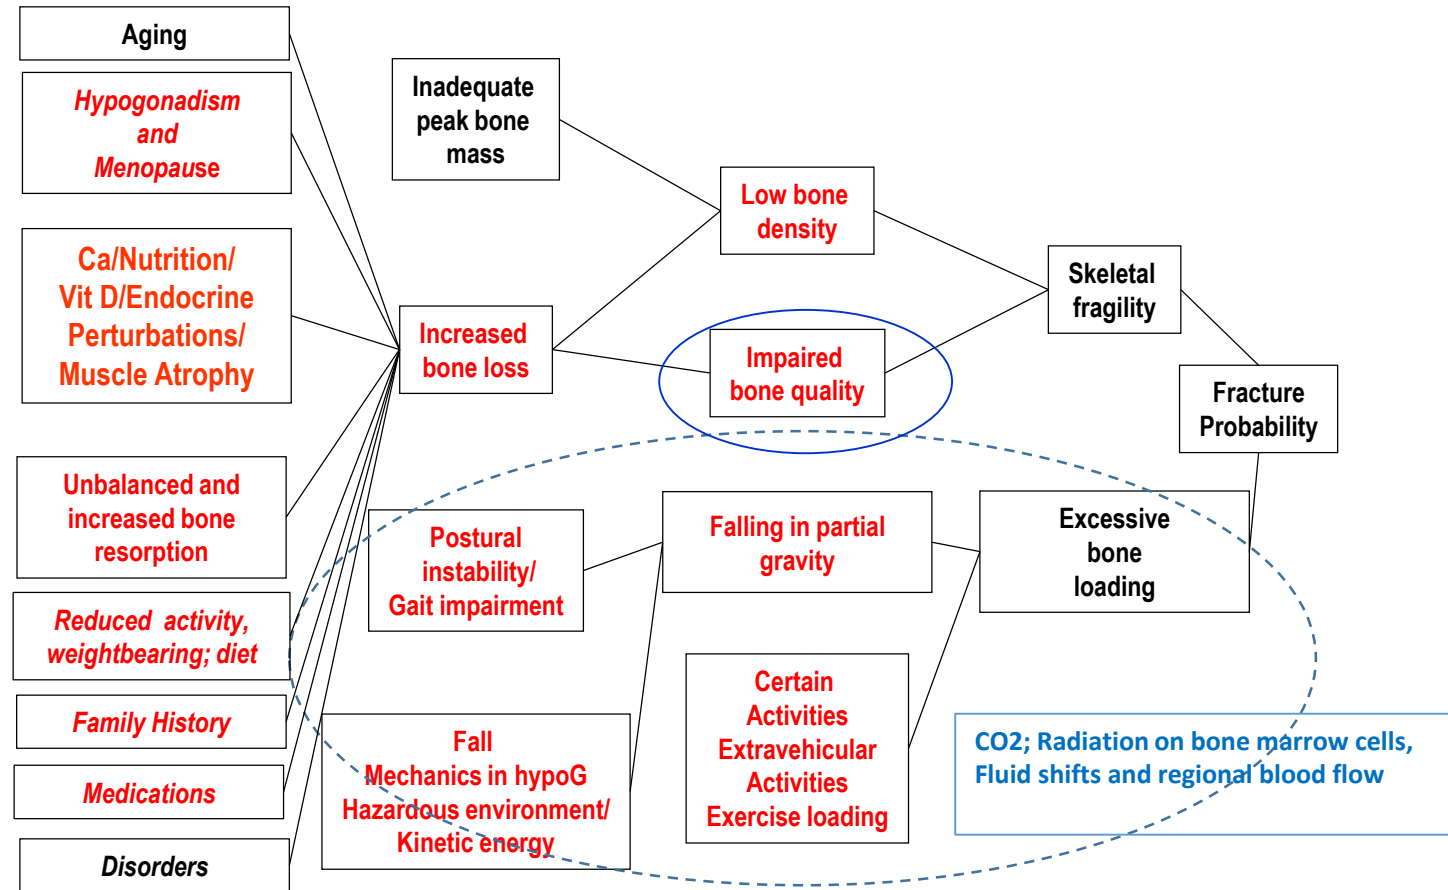 Aging
Hypogonadism
and
Menopause
Ca/Nutrition/
Vit D/Endocrine
Perturbations/
Muscle Atrophy
Unbalanced and
increased bone
resorption
Reduced activity,
weightbearing; diet
Family History
Medications
Disorders
Inadequate
peak bone
mass
Increased
bone loss
Low bone
density
Impaired
bone quality
Skeletal
fragility
Fracture
Probability
Postural
instability/
Gait impairment
Falling in partial
gravity
Excessive
bone
loading
Fall
Mechanics in hypoG
Hazardous environment/
Kinetic energy
Certain
Activities
Extravehicular
Activities
Exercise loading
CO2; Radiation on bone marrow cells,
Fluid shifts and regional blood flow